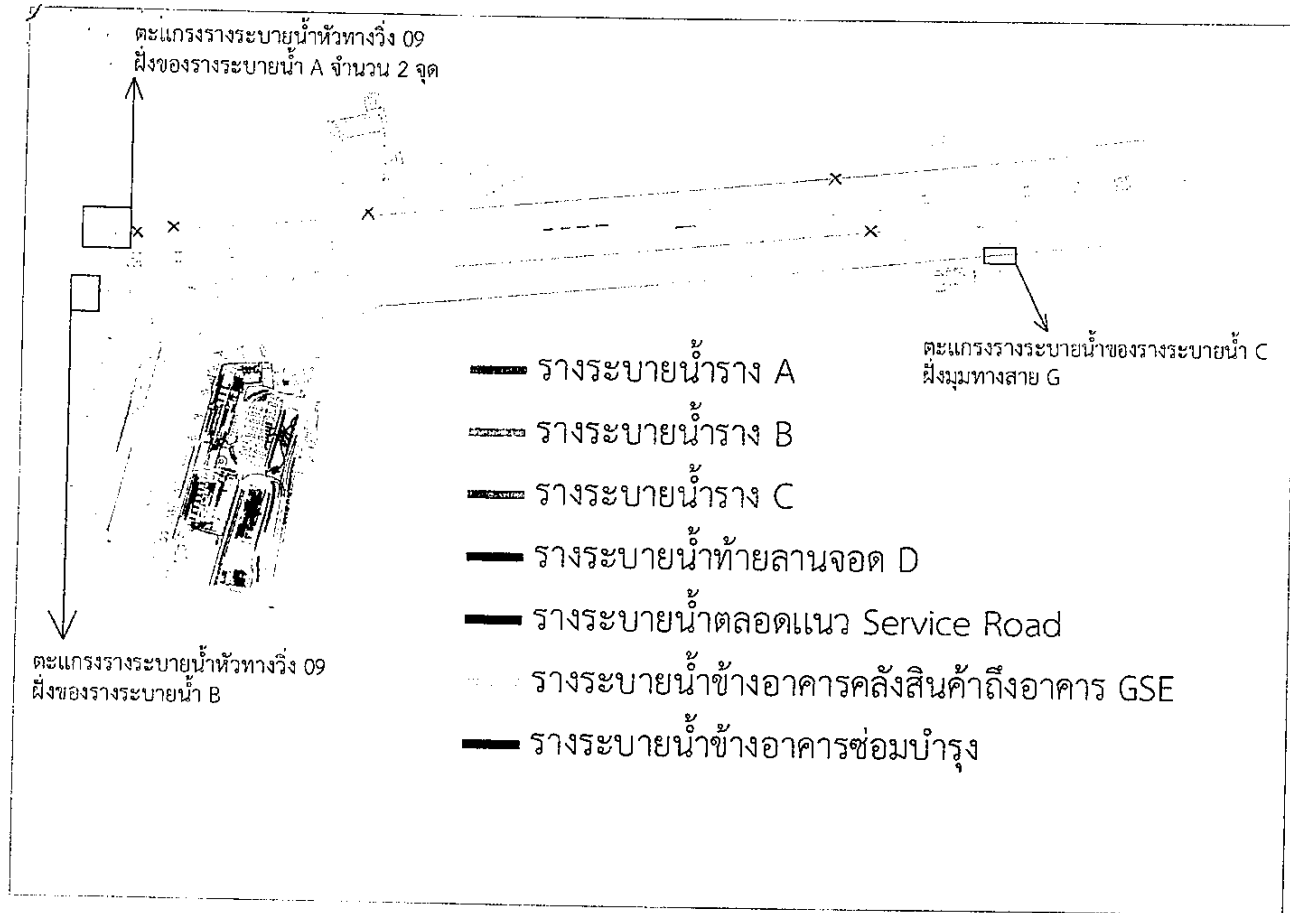 ตะแกรงรางระบายน้ำหัวทางวิ่ง 09
ฝั่งของรางระบายน้ำ A จำนวน 2 จุด
ตะแกรงรางระบายน้ำของรางระบายน้ำ C
ฝั่งมุมทางสาย G
รางระบายน้ำราง A
รางระบายน้ำราง B
รางระบายน้ำราง C
รางระบายน้ำท้ายลานจอด D
รางระบายน้ำตลอดแนว Service Road
รางระบายน้ำข้างอาคารคลังสินค้าถึงอาคาร GSE
รางระบายน้ำข้างอาคารซ่อมบำรุง
ตะแกรงรางระบายน้ำหัวทางวิ่ง 09
ฝั่งของรางระบายน้ำ B